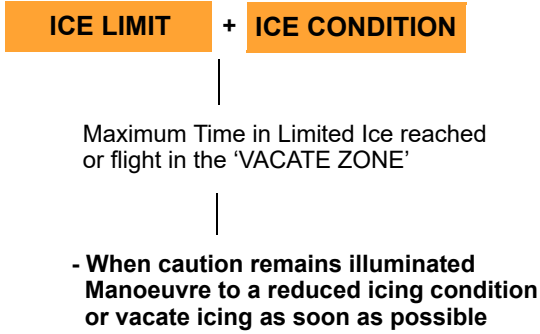 ICE LIMIT + ICE CONDITION
Maximum Time in Limited Ice reached
or flight in the ‘VACATE ZONE’
- When caution remains illuminated
Manoeuvre to a reduced icing condition
or vacate icing as soon as possible